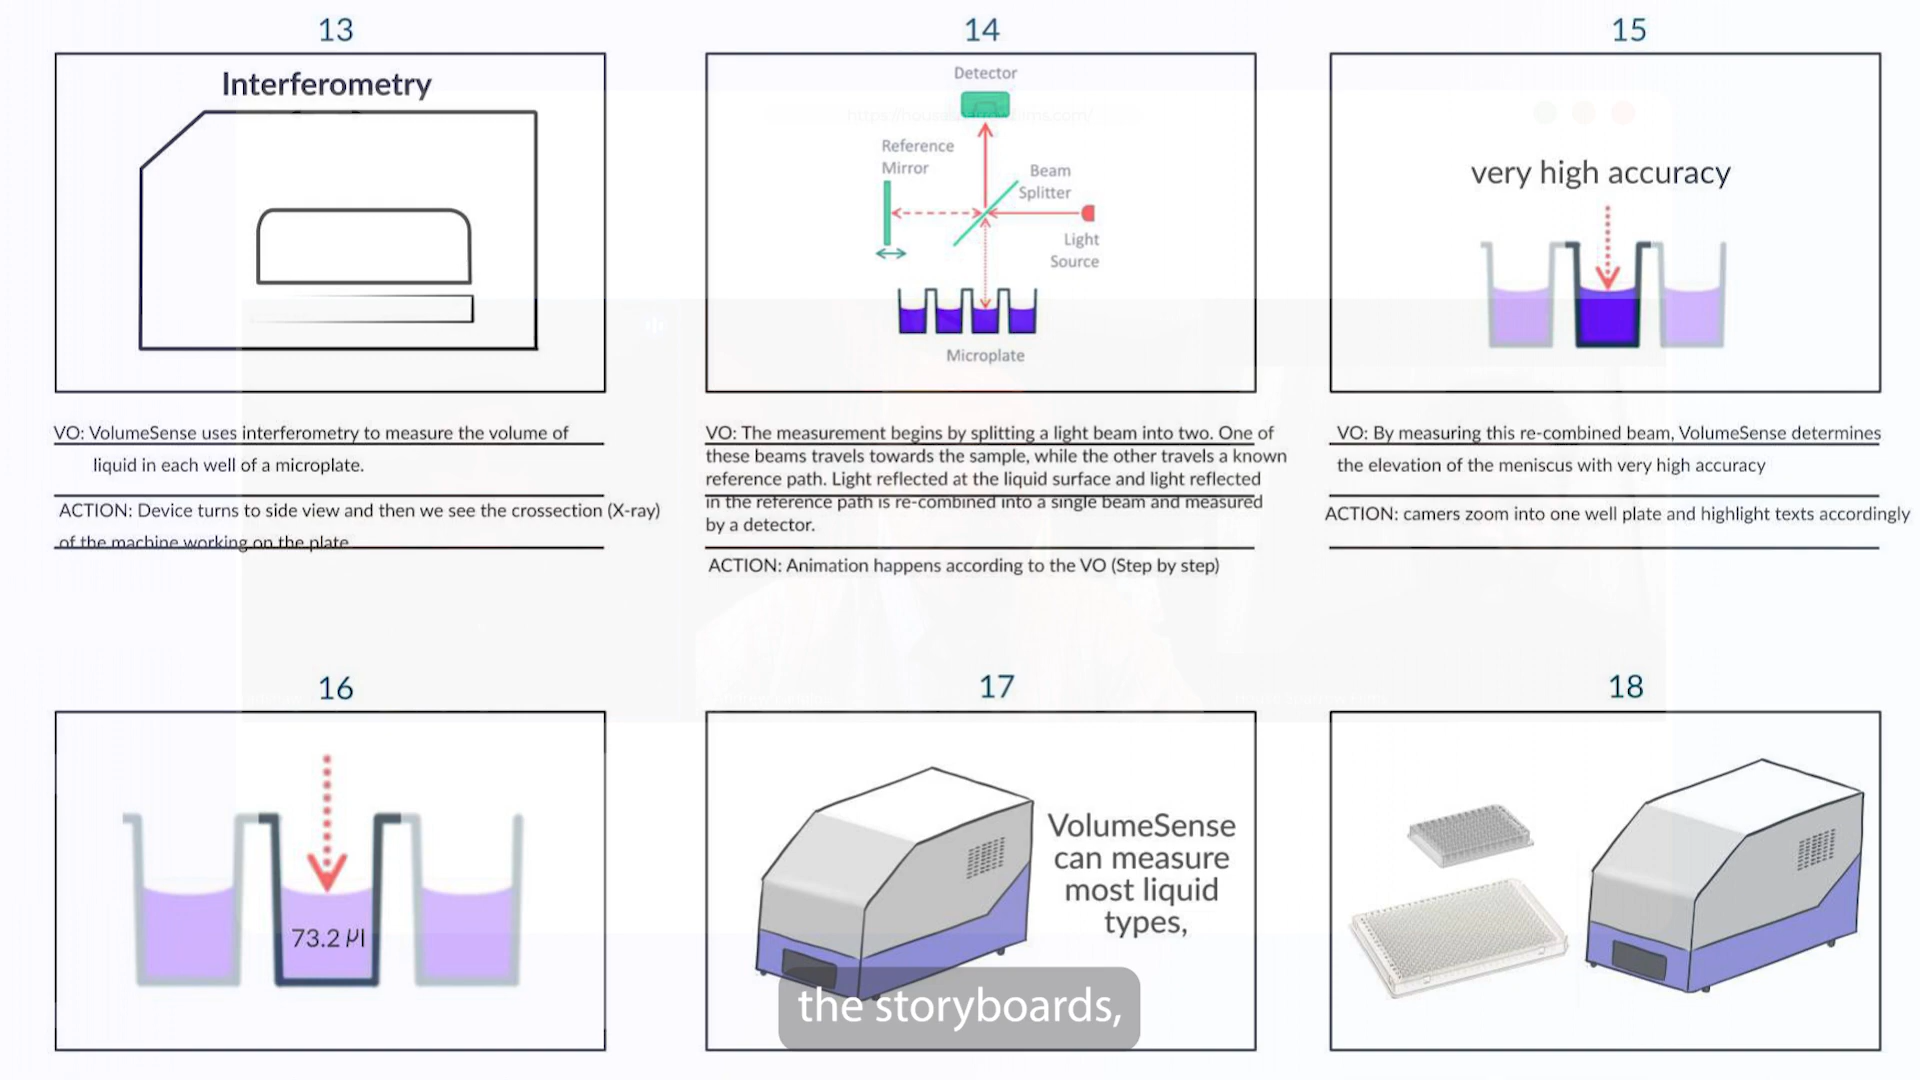 13
14
15
Interferometry
Detector
Reference
Mirror
Beam
Splitter
Light
Source
Microplate
very high accuracy
VO: VolumeSense uses interferometry to measure the volume of
liquid in each well of a microplate.
ACTION: Device turns to side view and then we see the crossection (X-ray)
of the machine working on the plate
VO: The measurement begins by splitting a light beam into two. One of
these beams travels towards the sample, while the other travels a known
reference path. Light reflected at the liquid surface and light reflected
in the reference path is re-combined into a single beam and measured
by a detector.
ACTION: Animation happens according to the VO (Step by step)
VO: By measuring this re-combined beam, VolumeSense determines
the elevation of the meniscus with very high accuracy
ACTION: camers zoom into one well plate and highlight texts accordingly
16
17
18
73.2 µl
VolumeSense
can measure
most liquid
types,
the storyboards,